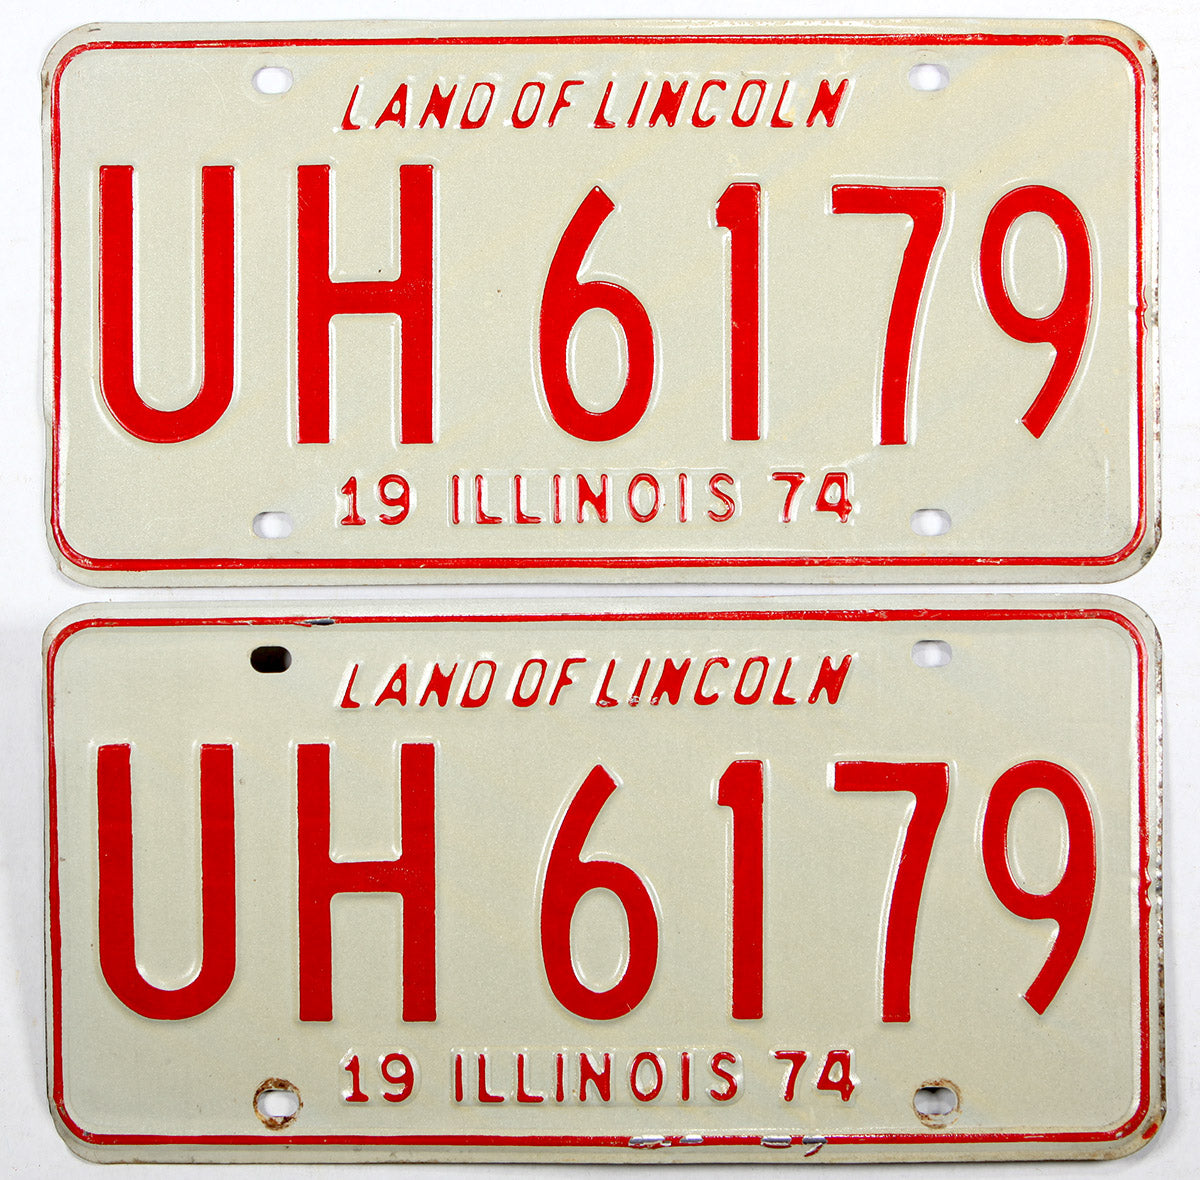 LAND OF LINCOLN
UH 6179
19 ILLINOIS 74
LAND OF LINCOLN
UH 6179
19 ILLINOIS 74